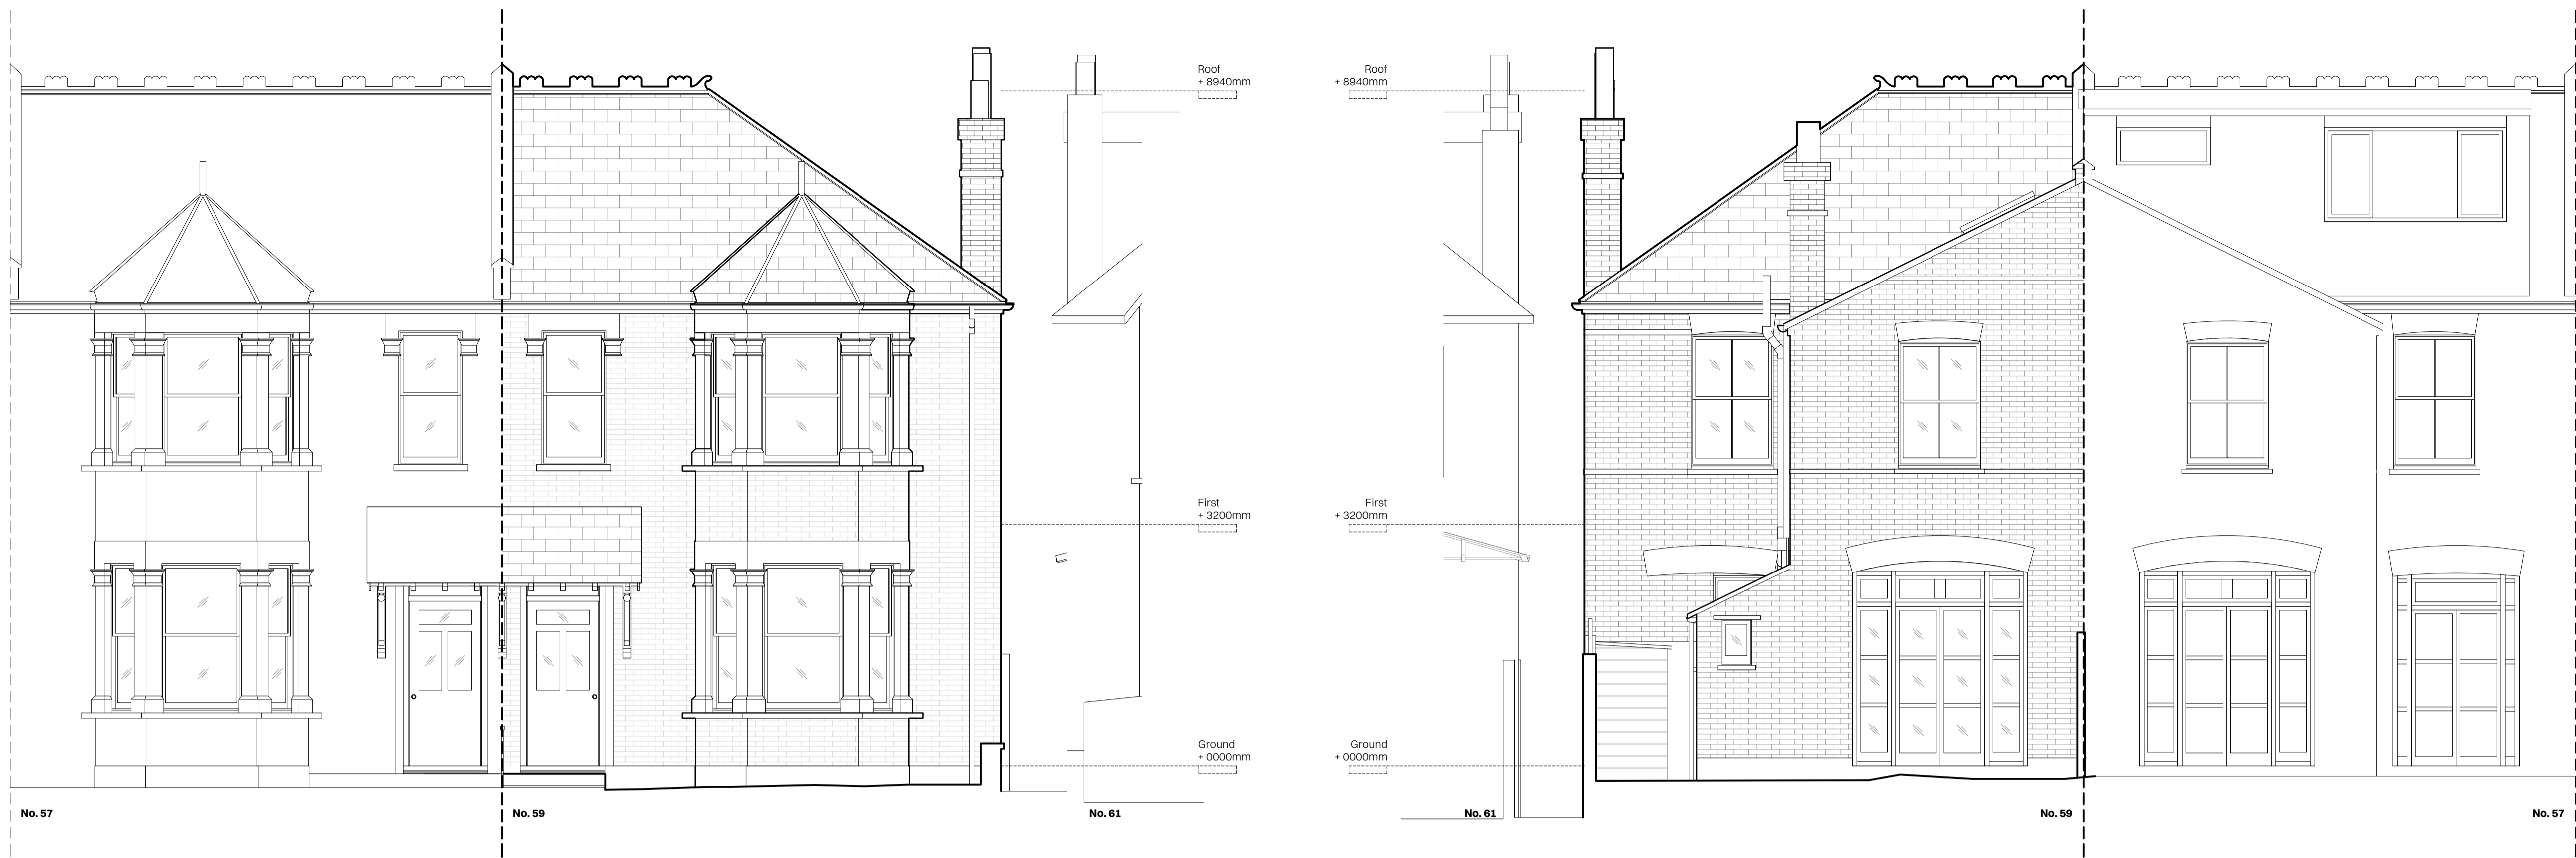 Roof
+ 8940mm
Roof
+ 8940mm
First
+ 3200mm
First
+ 3200mm
Ground
+ 0000mm
Ground
+ 0000mm
No. 57
No. 59
No. 61
No. 61
No. 59
No. 57